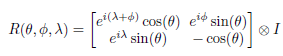 R(θ, ϕ, λ) = [e^{i(λ+ϕ)} cos(θ) e^{iϕ} sin(θ)
e^{iλ} sin(θ) − cos(θ)] ⊗ I